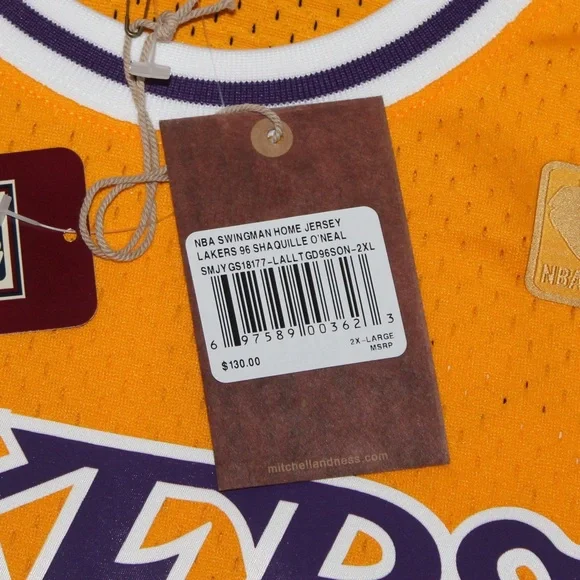 NBA SWINGMAN HOME JERSEY
LAKERS 96 SHAQUILLE O'NEAL
SMJYGS18177-LALLTGD96SON-2XL
6 97589 00362 3
2X-LARGE
$130.00
MSRP
mitchellandness.com
NBA